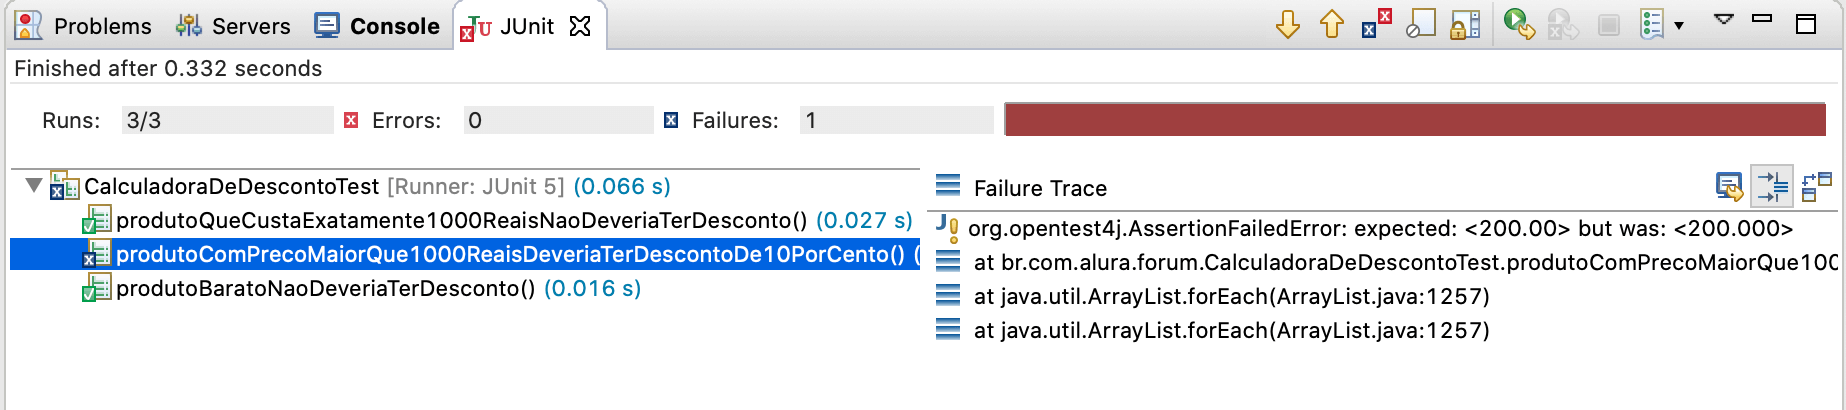 Problems Servers Console JUnit
Finished after 0.332 seconds
Runs: 3/3 Errors: 0 Failures: 1
CalculadoraDeDescontoTest [Runner: JUnit 5] (0.066 s)
produtoQueCustaExatamente1000ReaisNaoDeveriaTerDesconto() (0.027 s)
produtoComPrecoMaiorQue1000ReaisDeveriaTerDescontoDe10PorCento() (
produtoBaratoNaoDeveriaTerDesconto() (0.016 s)
Failure Trace
org.opentest4j.AssertionFailedError: expected: <200.00> but was: <200.000>
at br.com.alura.forum.CalculadoraDeDescontoTest.produtoComPrecoMaiorQue100
at java.util.ArrayList.forEach(ArrayList.java:1257)
at java.util.ArrayList.forEach(ArrayList.java:1257)